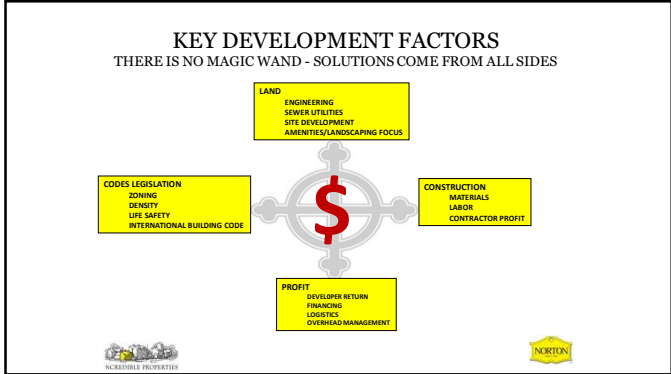 KEY DEVELOPMENT FACTORS
THERE IS NO MAGIC WAND - SOLUTIONS COME FROM ALL SIDES
LAND
ENGINEERING
SEWER UTILITIES
SITE DEVELOPMENT
AMENITIES/LANDSCAPING FOCUS
CODES LEGISLATION
ZONING
DENSITY
LIFE SAFETY
INTERNATIONAL BUILDING CODE
$
CONSTRUCTION
MATERIALS
LABOR
CONTRACTOR PROFIT
PROFIT
DEVELOPER RETURN
FINANCING
LOGISTICS
OVERHEAD MANAGEMENT
NCREDIBLE PROPERTIES
NORTON